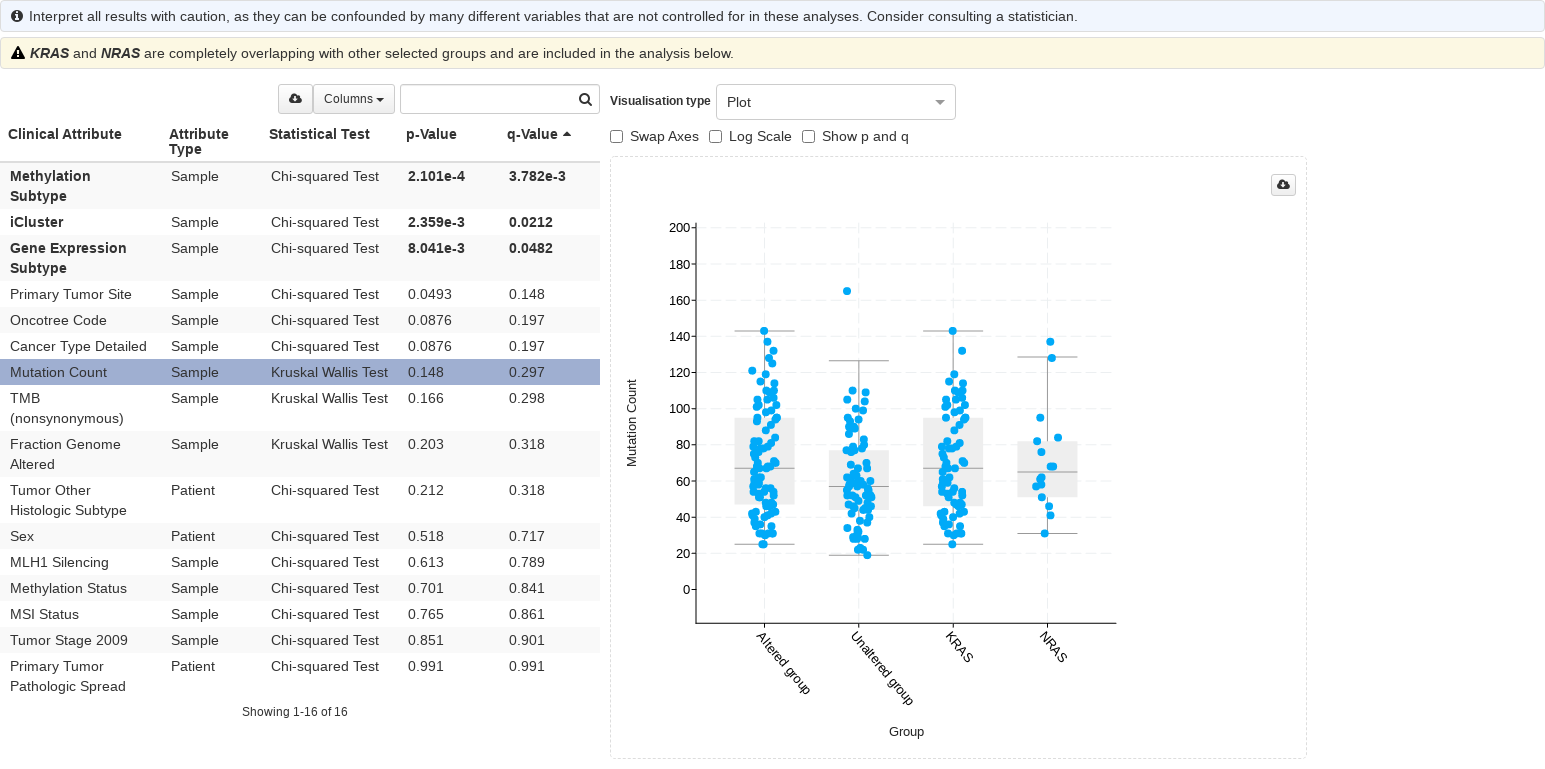 Interpret all results with caution, as they can be confounded by many different variables that are not controlled for in these analyses. Consider consulting a statistician.
KRAS and NRAS are completely overlapping with other selected groups and are included in the analysis below.
Columns
Clinical Attribute Attribute Type Statistical Test p-Value q-Value
Methylation Subtype Sample Chi-squared Test 2.101e-4 3.782e-3
iCluster Sample Chi-squared Test 2.359e-3 0.0212
Gene Expression Subtype Sample Chi-squared Test 8.041e-3 0.0482
Primary Tumor Site Sample Chi-squared Test 0.0493 0.148
Oncotree Code Sample Chi-squared Test 0.0876 0.197
Cancer Type Detailed Sample Chi-squared Test 0.0876 0.197
Mutation Count Sample Kruskal Wallis Test 0.148 0.297
TMB (nonsynonymous) Sample Kruskal Wallis Test 0.166 0.298
Fraction Genome Altered Sample Kruskal Wallis Test 0.203 0.318
Tumor Other Histologic Subtype Patient Chi-squared Test 0.212 0.318
Sex Patient Chi-squared Test 0.518 0.717
MLH1 Silencing Sample Chi-squared Test 0.613 0.789
Methylation Status Sample Chi-squared Test 0.701 0.841
MSI Status Sample Chi-squared Test 0.765 0.861
Tumor Stage 2009 Sample Chi-squared Test 0.851 0.901
Primary Tumor Pathologic Spread Patient Chi-squared Test 0.991 0.991
Showing 1-16 of 16
Visualisation type Plot
Swap Axes Log Scale Show p and q
200
180
160
140
120
100
80
60
40
20
0
Mutation Count
Altered group
Unaltered group
KRAS
NRAS
Group